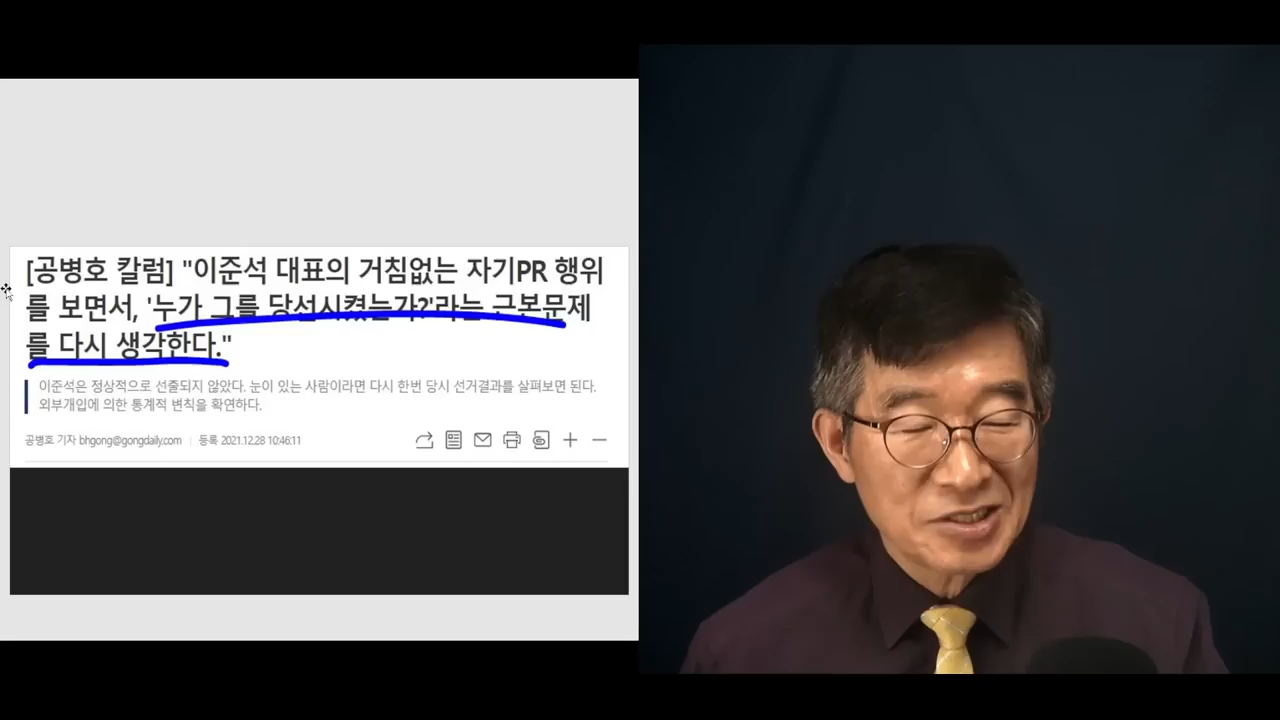 [공병호 칼럼] "이준석 대표의 거침없는 자기PR 행위
를 보면서, '누가 그를 당선시켰는가?'라는 근본문제
를 다시 생각한다."
이준석은 정상적으로 선출되지 않았다. 눈이 있는 사람이라면 다시 한번 당시 선거결과를 살펴보면 된다.
외부개입에 의한 통계적 변칙을 확연하다.
공병호 기자 bhgong@gongdaily.com 등록 2021.12.28 10:46:11